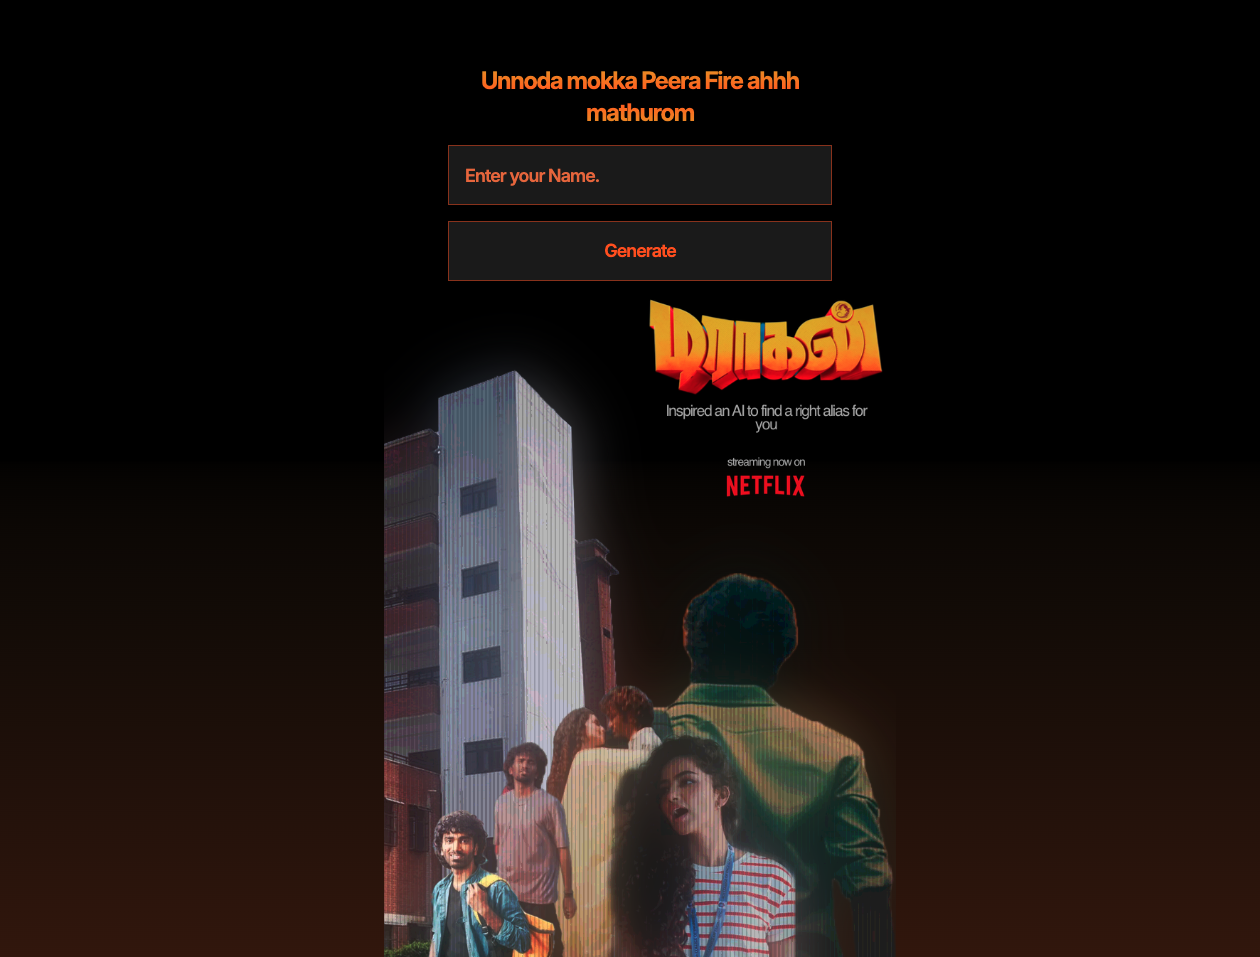 Unnoda mokka Peera Fire ahhh
mathurom
Enter your Name.
Generate
டிராகன்
Inspired an AI to find a right alias for
you
streaming now on
NETFLIX